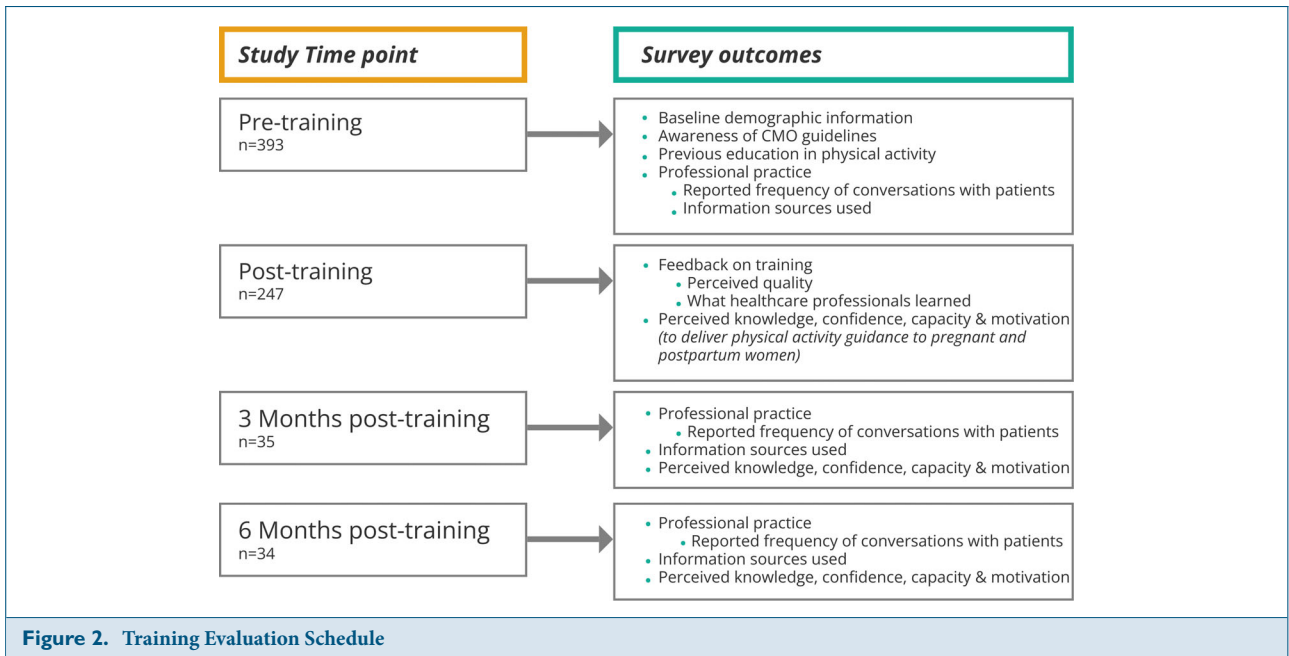 Study Time point
Survey outcomes
Pre-training
n=393
• Baseline demographic information
• Awareness of CMO guidelines
• Previous education in physical activity
• Professional practice
• Reported frequency of conversations with patients
• Information sources used
Post-training
n=247
• Feedback on training
• Perceived quality
• What healthcare professionals learned
• Perceived knowledge, confidence, capacity & motivation
(to deliver physical activity guidance to pregnant and
postpartum women)
3 Months post-training
n=35
• Professional practice
• Reported frequency of conversations with patients
• Information sources used
• Perceived knowledge, confidence, capacity & motivation
6 Months post-training
n=34
• Professional practice
• Reported frequency of conversations with patients
• Information sources used
• Perceived knowledge, confidence, capacity & motivation
Figure 2. Training Evaluation Schedule